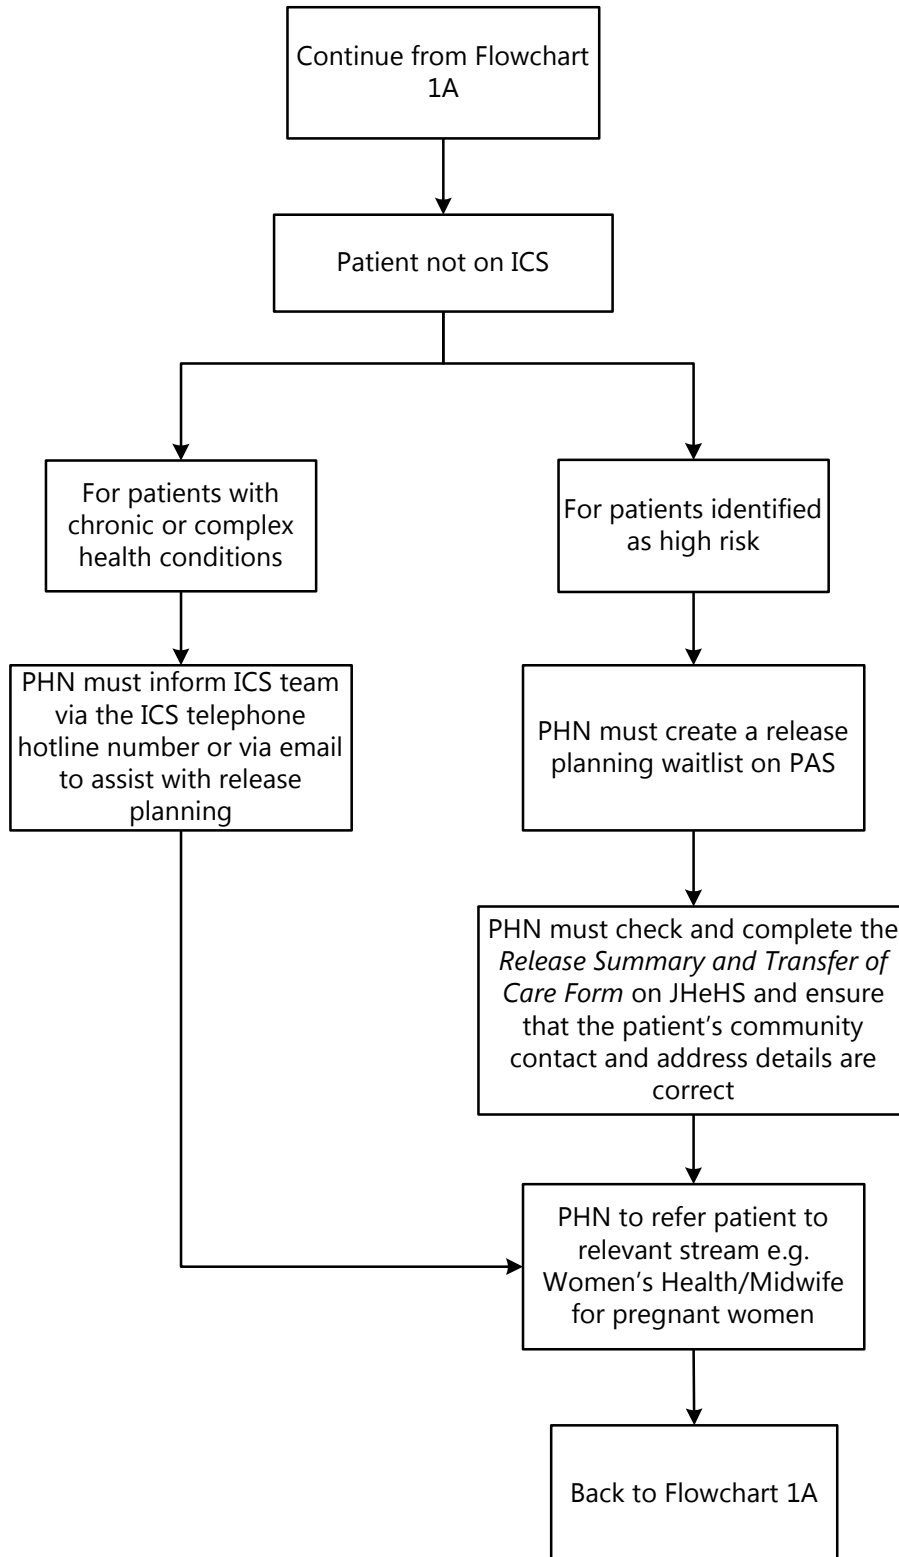 Continue from Flowchart
1A
Patient not on ICS
For patients with
chronic or complex
health conditions
For patients identified
as high risk
PHN must inform ICS team
via the ICS telephone
hotline number or via email
to assist with release
planning
PHN must create a release
planning waitlist on PAS
PHN must check and complete the
Release Summary and Transfer of
Care Form on JHeHS and ensure
that the patient’s community
contact and address details are
correct
PHN to refer patient to
relevant stream e.g.
Women’s Health/Midwife
for pregnant women
Back to Flowchart 1A